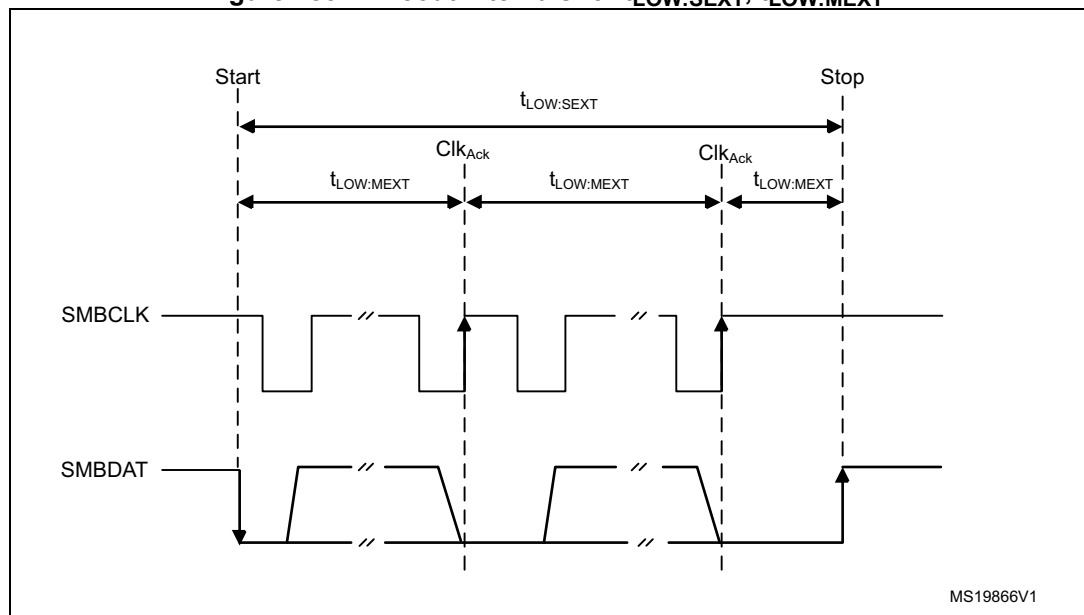 Start
Stop
tLOW:SEXT
ClkAck
ClkAck
tLOW:MEXT
tLOW:MEXT
tLOW:MEXT
SMBCLK
SMBDAT
MS19866V1